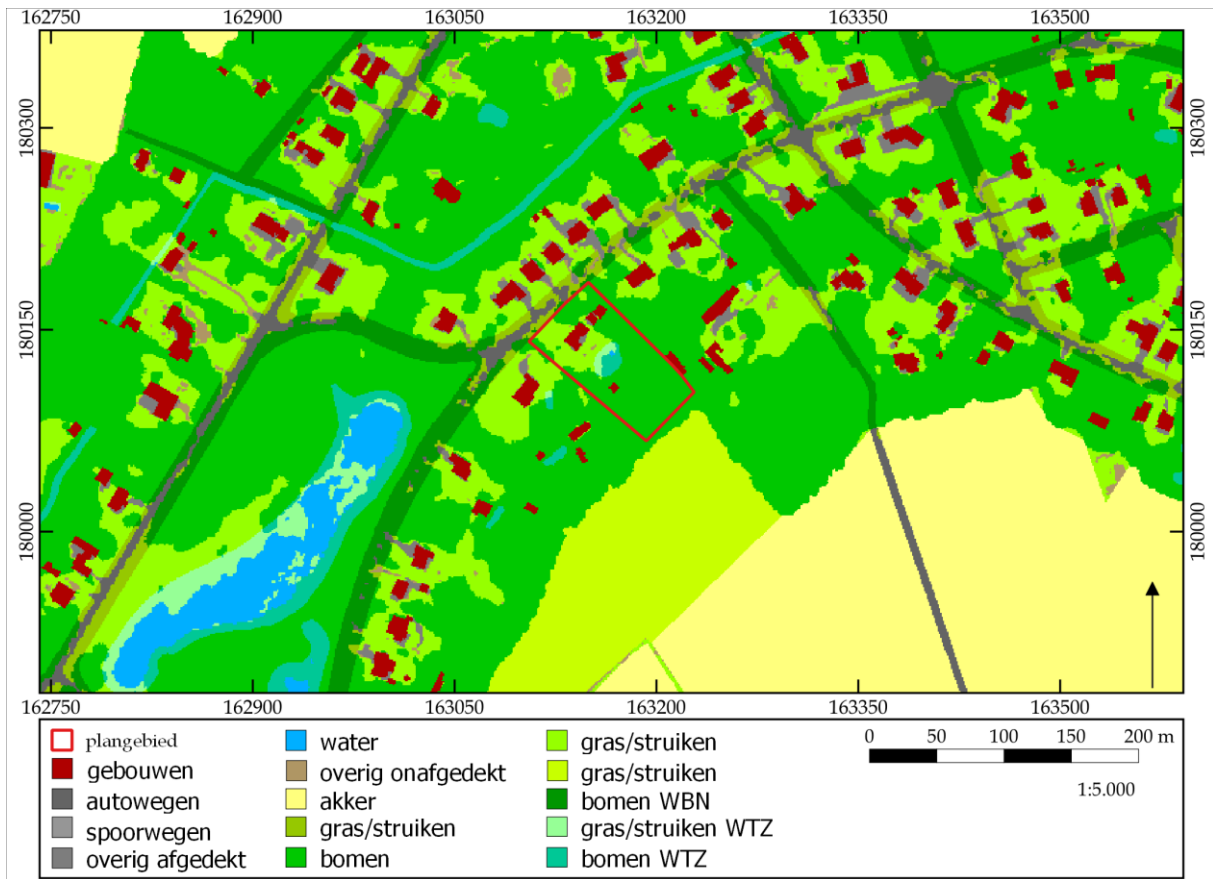 162750 162900 163050 163200 163350 163500
180300 180300
180150 180150
180000 180000
162750 162900 163050 163200 163350 163500
plangebied
gebouwen
autowegen
spoorwegen
overig afgedekt
water
overig onafgedekt
akker
gras/struiken
bomen
gras/struiken
gras/struiken
bomen WBN
gras/struiken WTZ
bomen WTZ
0 50 100 150 200 m
1:5.000